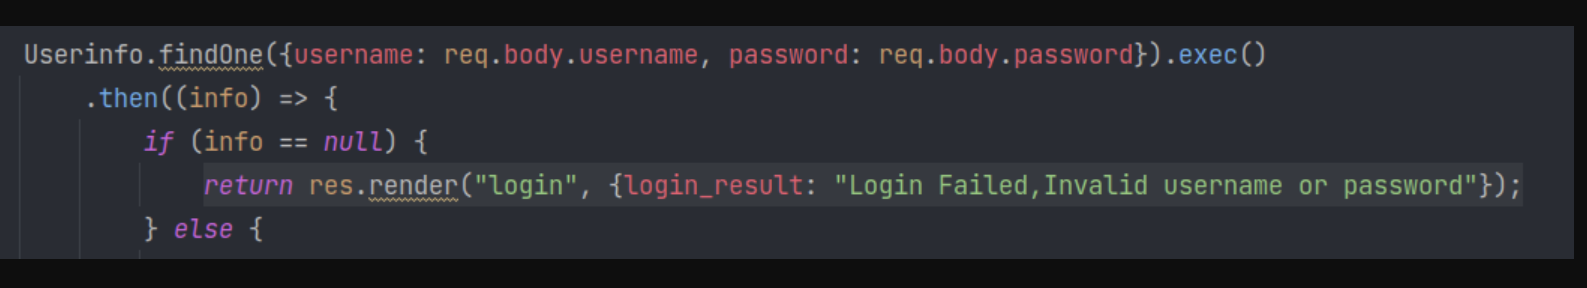 Userinfo.findOne({username: req.body.username, password: req.body.password}).exec()
.then((info) => {
if (info == null) {
return res.render("login", {login_result: "Login Failed,Invalid username or password"});
} else {